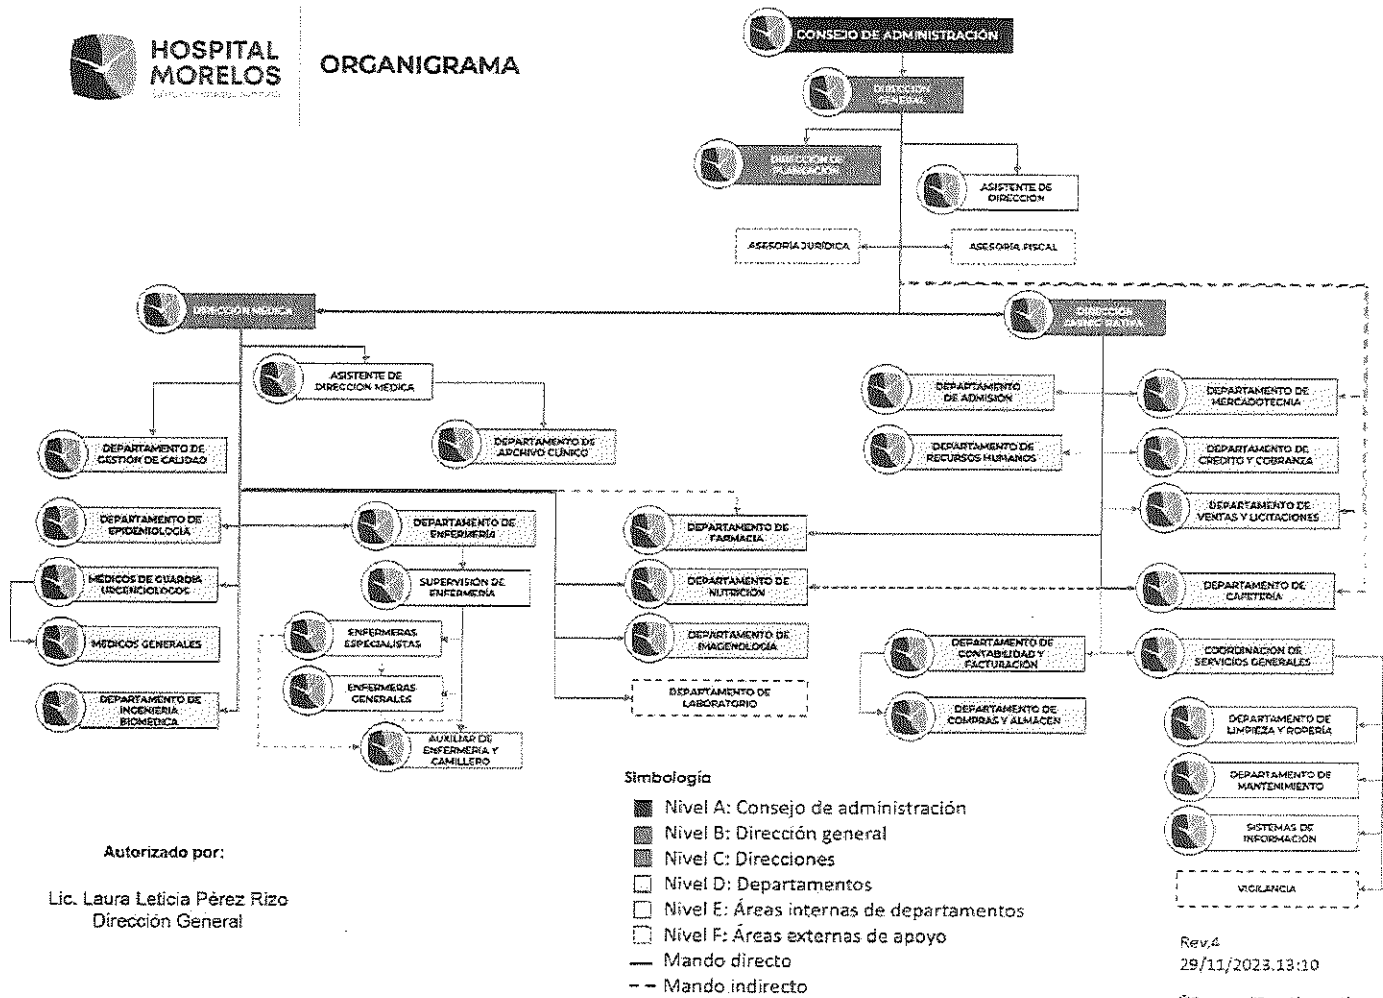 HOSPITAL
MORELOS
ORGANIGRAMA
CONSEJO DE ADMINISTRACIÓN
DIRECCIÓN
GENERAL
DIRECCIÓN DE
PLANEACIÓN
ASISTENTE DE
DIRECCIÓN
ASESORÍA JURÍDICA
ASESORÍA FISCAL
DIRECCIÓN MÉDICA
DIRECCIÓN
ASISTENTE DE
DIRECCIÓN MÉDICA
DEPARTAMENTO
DE ADMISIÓN
DEPARTAMENTO DE
MERCADOTECNIA
DEPARTAMENTO DE
GESTIÓN DE CALIDAD
DEPARTAMENTO DE
ARCHIVO CLÍNICO
DEPARTAMENTO DE
RECURSOS HUMANOS
DEPARTAMENTO DE
CRÉDITO Y COBRANZA
DEPARTAMENTO DE
VENTAS Y LICITACIONES
DEPARTAMENTO DE
EPIDEMIOLOGÍA
DEPARTAMENTO DE
ENFERMERÍA
DEPARTAMENTO DE
FARMACIA
MÉDICOS DE GUARDIA
URGENCIÓLOGOS
SUPERVISIÓN DE
ENFERMERÍA
DEPARTAMENTO DE
NUTRICIÓN
DEPARTAMENTO DE
CAFETERÍA
MÉDICOS GENERALES
ENFERMERAS
ESPECIALISTAS
DEPARTAMENTO DE
IMAGENOLOGÍA
DEPARTAMENTO DE
CONTABILIDAD Y
FACTURACIÓN
COORDINACIÓN DE
SERVICIOS GENERALES
DEPARTAMENTO DE
INGENIERÍA
BIOMÉDICA
ENFERMERAS
GENERALES
DEPARTAMENTO DE
LABORATORIO
DEPARTAMENTO DE
COMPRAS Y ALMACÉN
DEPARTAMENTO DE
LIMPIEZA Y ROPERÍA
AUXILIAR DE
ENFERMERÍA Y
CAMILLERO
DEPARTAMENTO DE
MANTENIMIENTO
SISTEMAS DE
INFORMACIÓN
VIGILANCIA
Simbología
Nivel A: Consejo de administración
Nivel B: Dirección general
Nivel C: Direcciones
Nivel D: Departamentos
Nivel E: Áreas internas de departamentos
Nivel F: Áreas externas de apoyo
Mando directo
Mando indirecto
Autorizado por:
Lic. Laura Leticia Pérez Rizo
Dirección General
Rev,4
29/11/2023.13:10